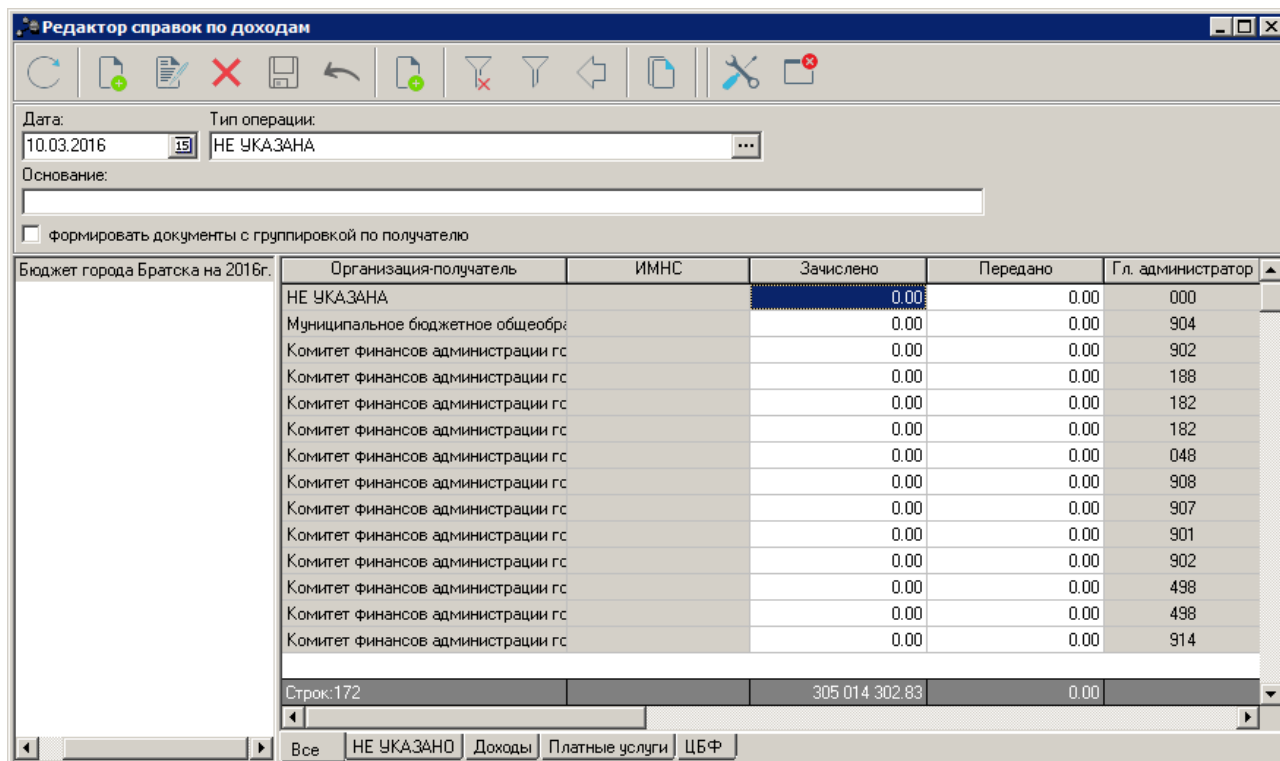 Редактор справок по доходам
Дата: Тип операции:
10.03.2016 15 НЕ УКАЗАНА ...
Основание:
формировать документы с группировкой по получателю
Бюджет города Братска на 2016г. Организация-получатель ИМНС Зачислено Передано Гл. администратор
НЕ УКАЗАНА 0.00 0.00 000
Муниципальное бюджетное общеобра 0.00 0.00 904
Комитет финансов администрации го 0.00 0.00 902
Комитет финансов администрации го 0.00 0.00 188
Комитет финансов администрации го 0.00 0.00 182
Комитет финансов администрации го 0.00 0.00 182
Комитет финансов администрации го 0.00 0.00 048
Комитет финансов администрации го 0.00 0.00 908
Комитет финансов администрации го 0.00 0.00 907
Комитет финансов администрации го 0.00 0.00 901
Комитет финансов администрации го 0.00 0.00 902
Комитет финансов администрации го 0.00 0.00 498
Комитет финансов администрации го 0.00 0.00 498
Комитет финансов администрации го 0.00 0.00 914
Строк:172 305 014 302.83 0.00
Все НЕ УКАЗАНО Доходы Платные услуги ЦБФ